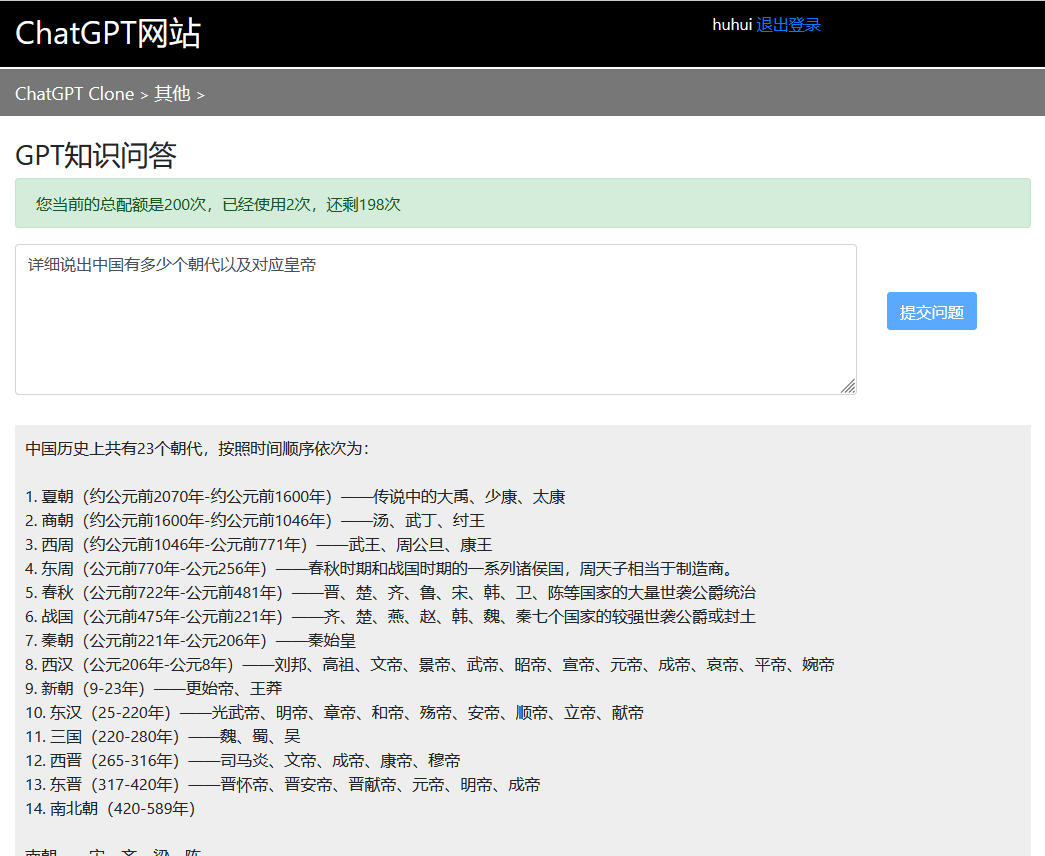 ChatGPT网站
huhui 退出登录
ChatGPT Clone > 其他 >
GPT知识问答
您当前的总配额是200次，已经使用2次，还剩198次
详细说出中国有多少个朝代以及对应皇帝
提交问题
中国历史上共有23个朝代，按照时间顺序依次为：
1. 夏朝（约公元前2070年-约公元前1600年）——传说中的大禹、少康、太康
2. 商朝（约公元前1600年-约公元前1046年）——汤、武丁、纣王
3. 西周（约公元前1046年-公元前771年）——武王、周公旦、康王
4. 东周（公元前770年-公元256年）——春秋时期和战国时期的一系列诸侯国，周天子相当于制造商。
5. 春秋（公元前722年-公元前481年）——晋、楚、齐、鲁、宋、韩、卫、陈等国家的大量世袭公爵统治
6. 战国（公元前475年-公元前221年）——齐、楚、燕、赵、韩、魏、秦七个国家的较强世袭公爵或封土
7. 秦朝（公元前221年-公元206年）——秦始皇
8. 西汉（公元206年-公元8年）——刘邦、高祖、文帝、景帝、武帝、昭帝、宣帝、元帝、成帝、哀帝、平帝、婉帝
9. 新朝（9-23年）——更始帝、王莽
10. 东汉（25-220年）——光武帝、明帝、章帝、和帝、殇帝、安帝、顺帝、立帝、献帝
11. 三国（220-280年）——魏、蜀、吴
12. 西晋（265-316年）——司马炎、文帝、成帝、康帝、穆帝
13. 东晋（317-420年）——晋怀帝、晋安帝、晋献帝、元帝、明帝、成帝
14. 南北朝（420-589年）
南朝——宋、齐、梁、陈